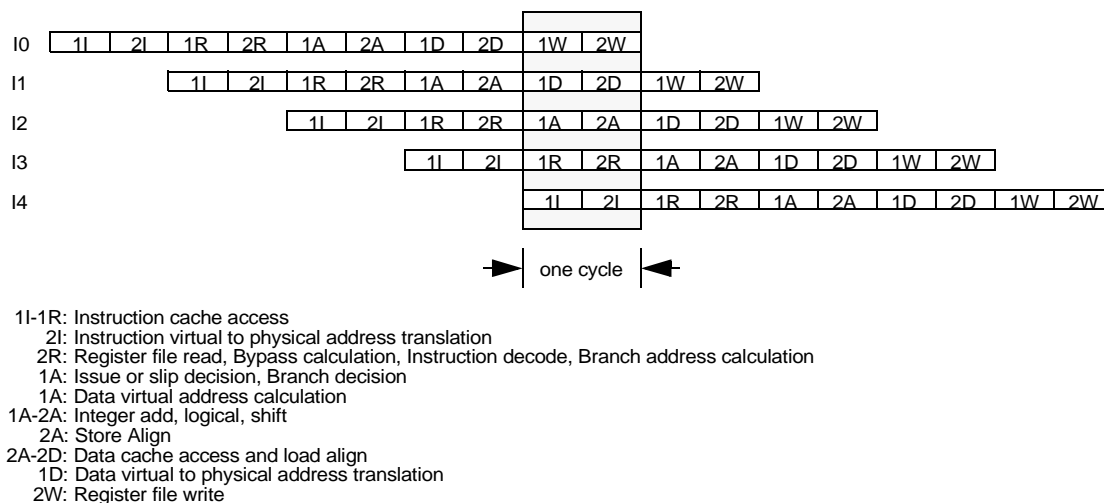 I0 1I 2I 1R 2R 1A 2A 1D 2D 1W 2W
I1 1I 2I 1R 2R 1A 2A 1D 2D 1W 2W
I2 1I 2I 1R 2R 1A 2A 1D 2D 1W 2W
I3 1I 2I 1R 2R 1A 2A 1D 2D 1W 2W
I4 1I 2I 1R 2R 1A 2A 1D 2D 1W 2W
one cycle
1I-1R: Instruction cache access
2I: Instruction virtual to physical address translation
2R: Register file read, Bypass calculation, Instruction decode, Branch address calculation
1A: Issue or slip decision, Branch decision
1A: Data virtual address calculation
1A-2A: Integer add, logical, shift
2A: Store Align
2A-2D: Data cache access and load align
1D: Data virtual to physical address translation
2W: Register file write